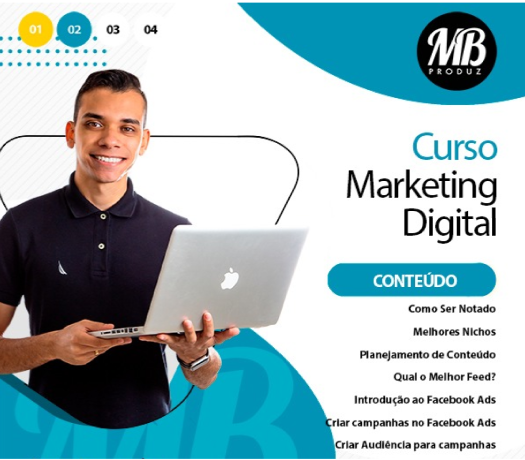 01 02 03 04
MB
PRODUZ
Curso
Marketing
Digital
CONTEÚDO
Como Ser Notado
Melhores Nichos
Planejamento de Conteúdo
Qual o Melhor Feed?
Introdução ao Facebook Ads
Criar campanhas no Facebook Ads
Criar Audiência para campanhas
MB